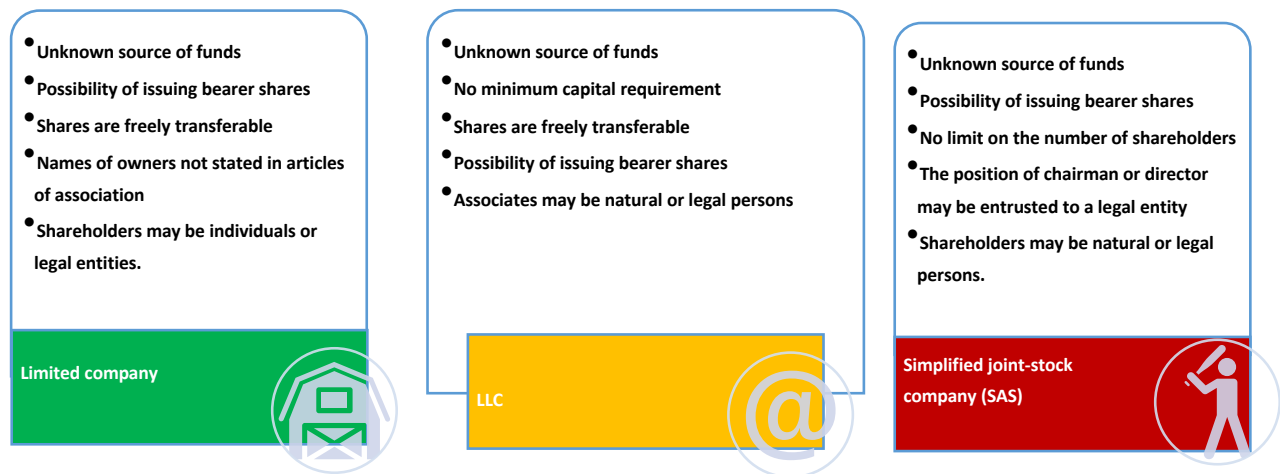 •Unknown source of funds
•Possibility of issuing bearer shares
•Shares are freely transferable
•Names of owners not stated in articles
of association
•Shareholders may be individuals or
legal entities.
Limited company
•Unknown source of funds
•No minimum capital requirement
•Shares are freely transferable
•Possibility of issuing bearer shares
•Associates may be natural or legal persons
LLC
@
•Unknown source of funds
•Possibility of issuing bearer shares
•No limit on the number of shareholders
•The position of chairman or director
may be entrusted to a legal entity
•Shareholders may be natural or legal
persons.
Simplified joint-stock
company (SAS)